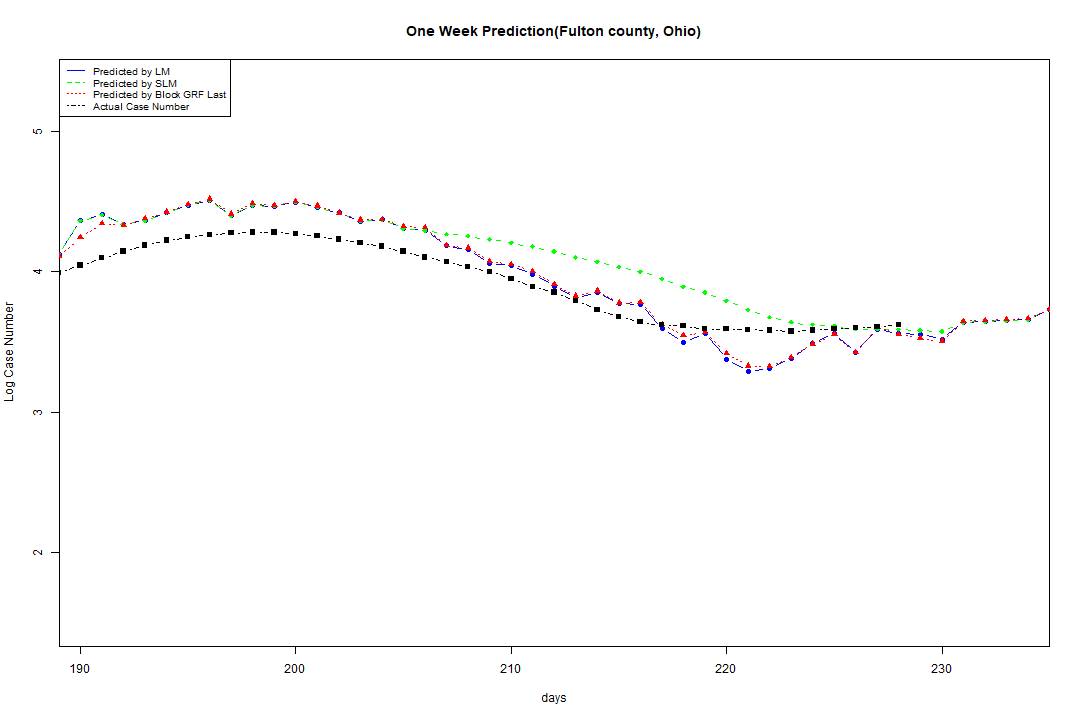 One Week Prediction(Fulton county, Ohio)
Predicted by LM
Predicted by SLM
Predicted by Block GRF Last
Actual Case Number
5
4
3
2
Log Case Number
190 200 210 220 230
days